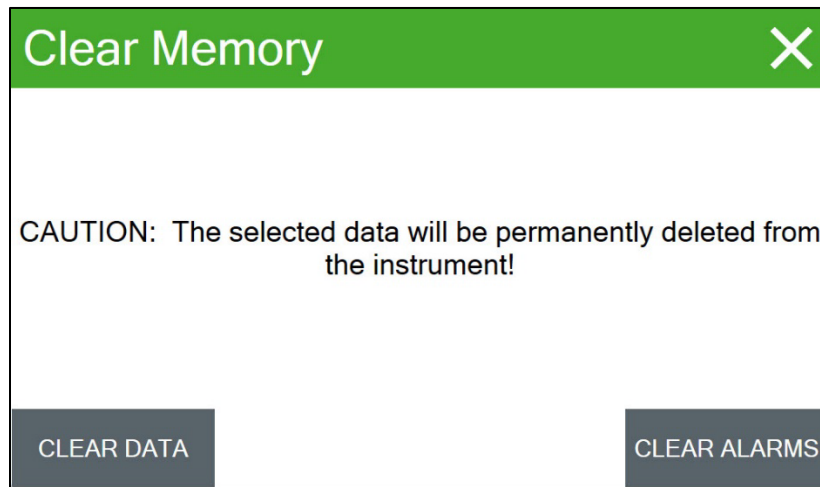 Clear Memory
CAUTION:  The selected data will be permanently deleted from
the instrument!
CLEAR DATA
CLEAR ALARMS